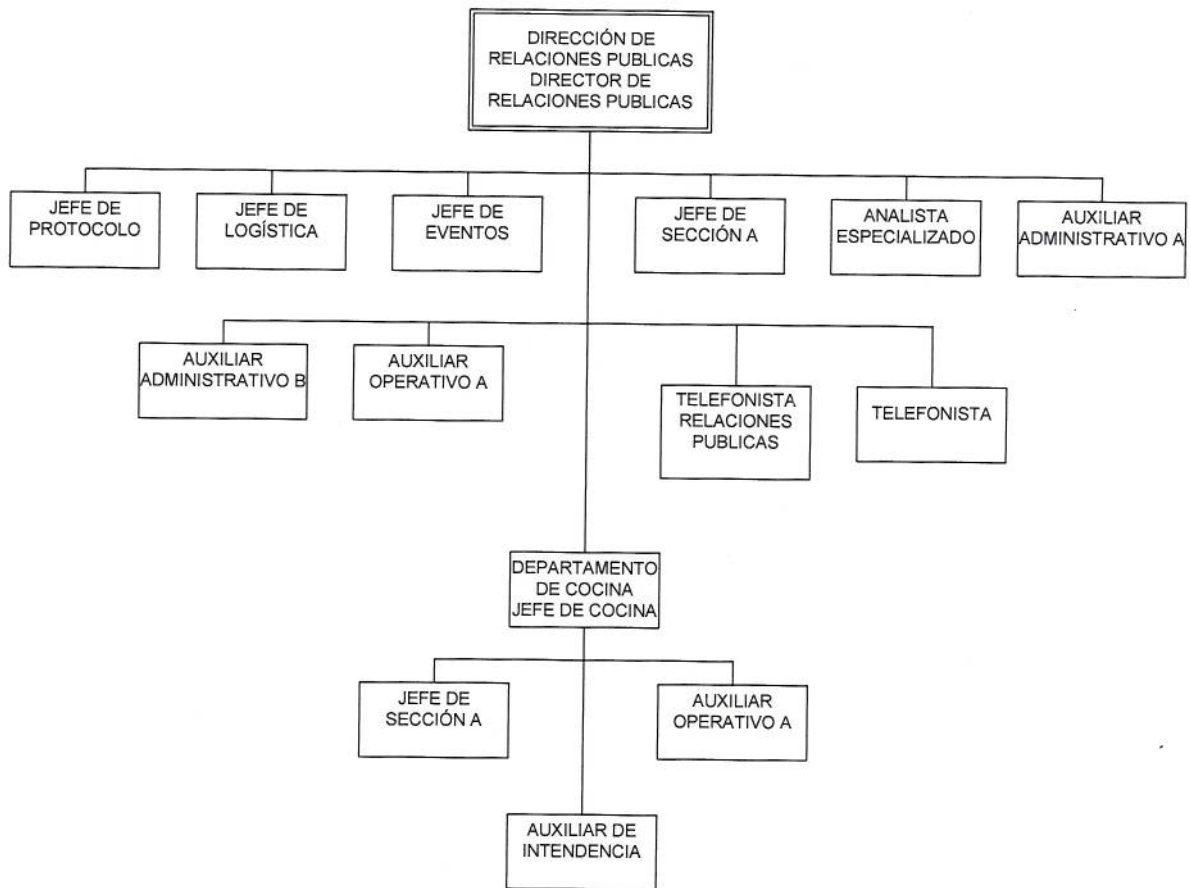 DIRECCIÓN DE
RELACIONES PUBLICAS
DIRECTOR DE
RELACIONES PUBLICAS
JEFE DE
PROTOCOLO
JEFE DE
LOGÍSTICA
JEFE DE
EVENTOS
JEFE DE
SECCIÓN A
ANALISTA
ESPECIALIZADO
AUXILIAR
ADMINISTRATIVO A
AUXILIAR
ADMINISTRATIVO B
AUXILIAR
OPERATIVO A
TELEFONISTA
RELACIONES
PUBLICAS
TELEFONISTA
DEPARTAMENTO
DE COCINA
JEFE DE COCINA
JEFE DE
SECCIÓN A
AUXILIAR
OPERATIVO A
AUXILIAR DE
INTENDENCIA